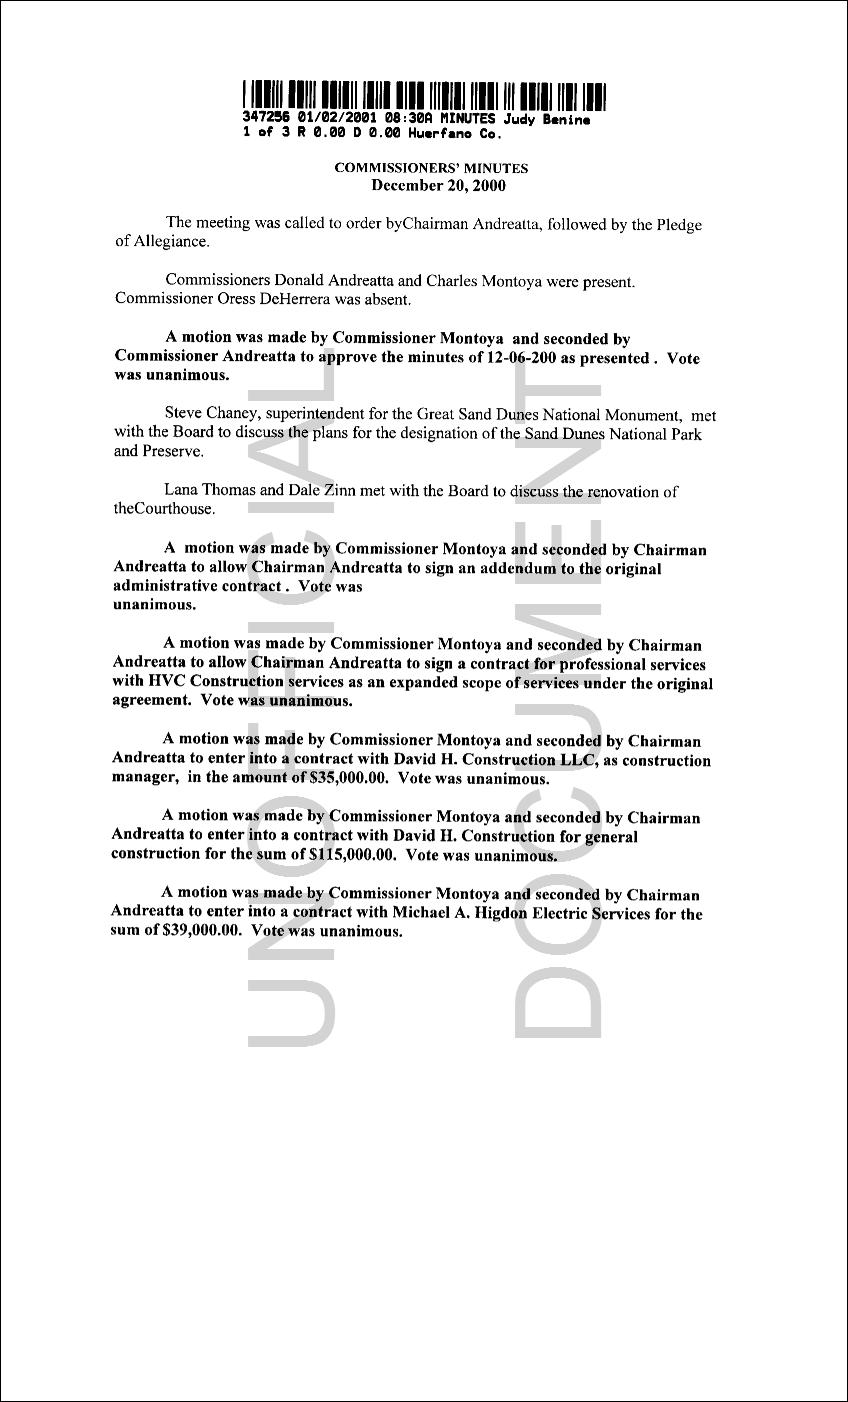 347256 01/02/2001 08:30A MINUTES Judy Benine
1 of 3 R 0.00 D 0.00 Huerfano Co.
COMMISSIONERS' MINUTES
December 20, 2000
The meeting was called to order byChairman Andreatta, followed by the Pledge
of Allegiance.
Commissioners Donald Andreatta and Charles Montoya were present.
Commissioner Oress DeHerrera was absent.
A motion was made by Commissioner Montoya and seconded by
Commissioner Andreatta to approve the minutes of 12-06-200 as presented . Vote
was unanimous.
Steve Chaney, superintendent for the Great Sand Dunes National Monument, met
with the Board to discuss the plans for the designation of the Sand Dunes National Park
and Preserve.
Lana Thomas and Dale Zinn met with the Board to discuss the renovation of
theCourthouse.
A motion was made by Commissioner Montoya and seconded by Chairman
Andreatta to allow Chairman Andreatta to sign an addendum to the original
administrative contract . Vote was
unanimous.
A motion was made by Commissioner Montoya and seconded by Chairman
Andreatta to allow Chairman Andreatta to sign a contract for professional services
with HVC Construction services as an expanded scope of services under the original
agreement. Vote was unanimous.
A motion was made by Commissioner Montoya and seconded by Chairman
Andreatta to enter into a contract with David H. Construction LLC, as construction
manager, in the amount of $35,000.00. Vote was unanimous.
A motion was made by Commissioner Montoya and seconded by Chairman
Andreatta to enter into a contract with David H. Construction for general
construction for the sum of $115,000.00. Vote was unanimous.
A motion was made by Commissioner Montoya and seconded by Chairman
Andreatta to enter into a contract with Michael A. Higdon Electric Services for the
sum of $39,000.00. Vote was unanimous.
UNOFFICIAL
DOCUMENT